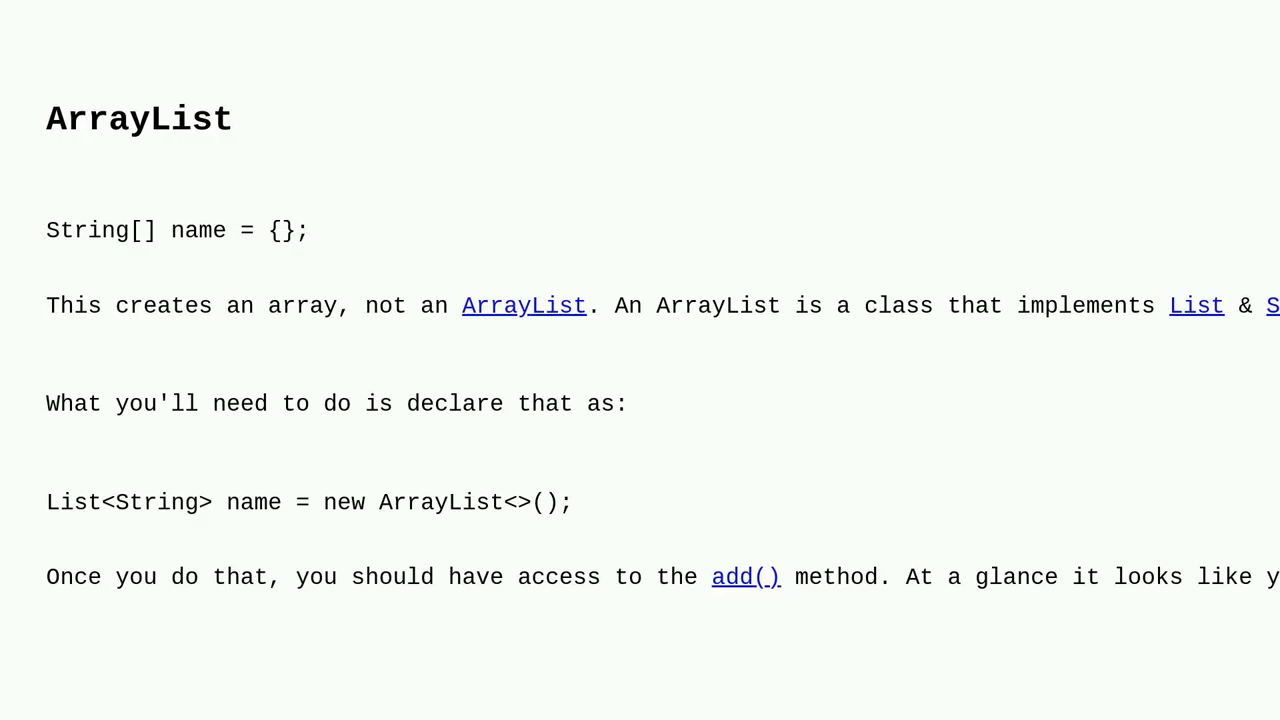 ArrayList
String[] name = {};
This creates an array, not an ArrayList. An ArrayList is a class that implements List &
What you'll need to do is declare that as:
List<String> name = new ArrayList<>();
Once you do that, you should have access to the add() method. At a glance it looks like